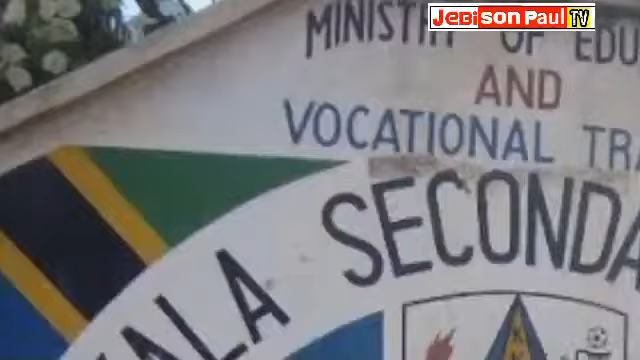 JEBISON PAUL TV
MINISTRY OF EDU
AND
VOCATIONAL TRA
ALA SECONDA